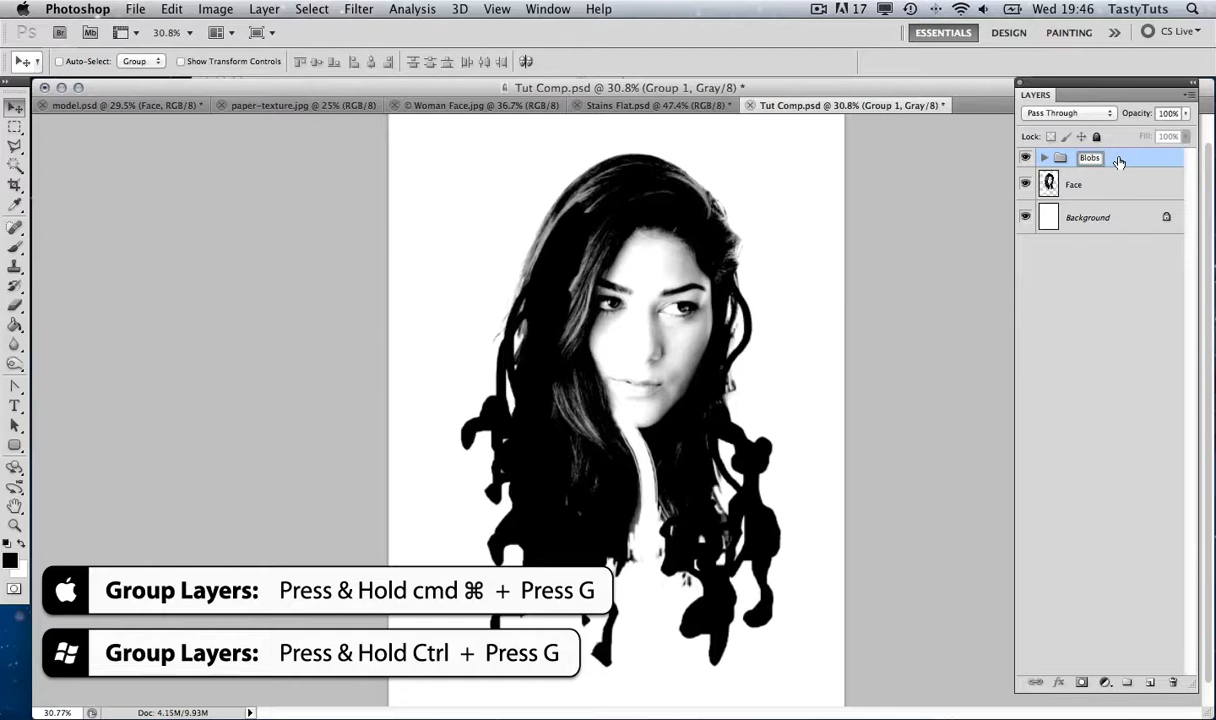 Photoshop File Edit Image Layer Select Filter Analysis 3D View Window Help 17 Wed 19:46 TastyTuts
Ps Br Mb 30.8% ESSENTIALS DESIGN PAINTING >> CS Live
Auto-Select: Group Show Transform Controls
Tut Comp.psd @ 30.8% (Group 1, Gray/8) *
model.psd @ 29.5% (Face, RGB/8) * paper-texture.jpg @ 25% (RGB/8) © Woman Face.jpg @ 36.7% (RGB/8) Stains Flat.psd @ 47.4% (RGB/8) * Tut Comp.psd @ 30.8% (Group 1, Gray/8) *
LAYERS
Pass Through Opacity: 100%
Lock: Fill: 100%
Blobs
Face
Background
Group Layers: Press & Hold cmd ⌘ + Press G
Group Layers: Press & Hold Ctrl + Press G
30.77% Doc: 4.15M/9.93M